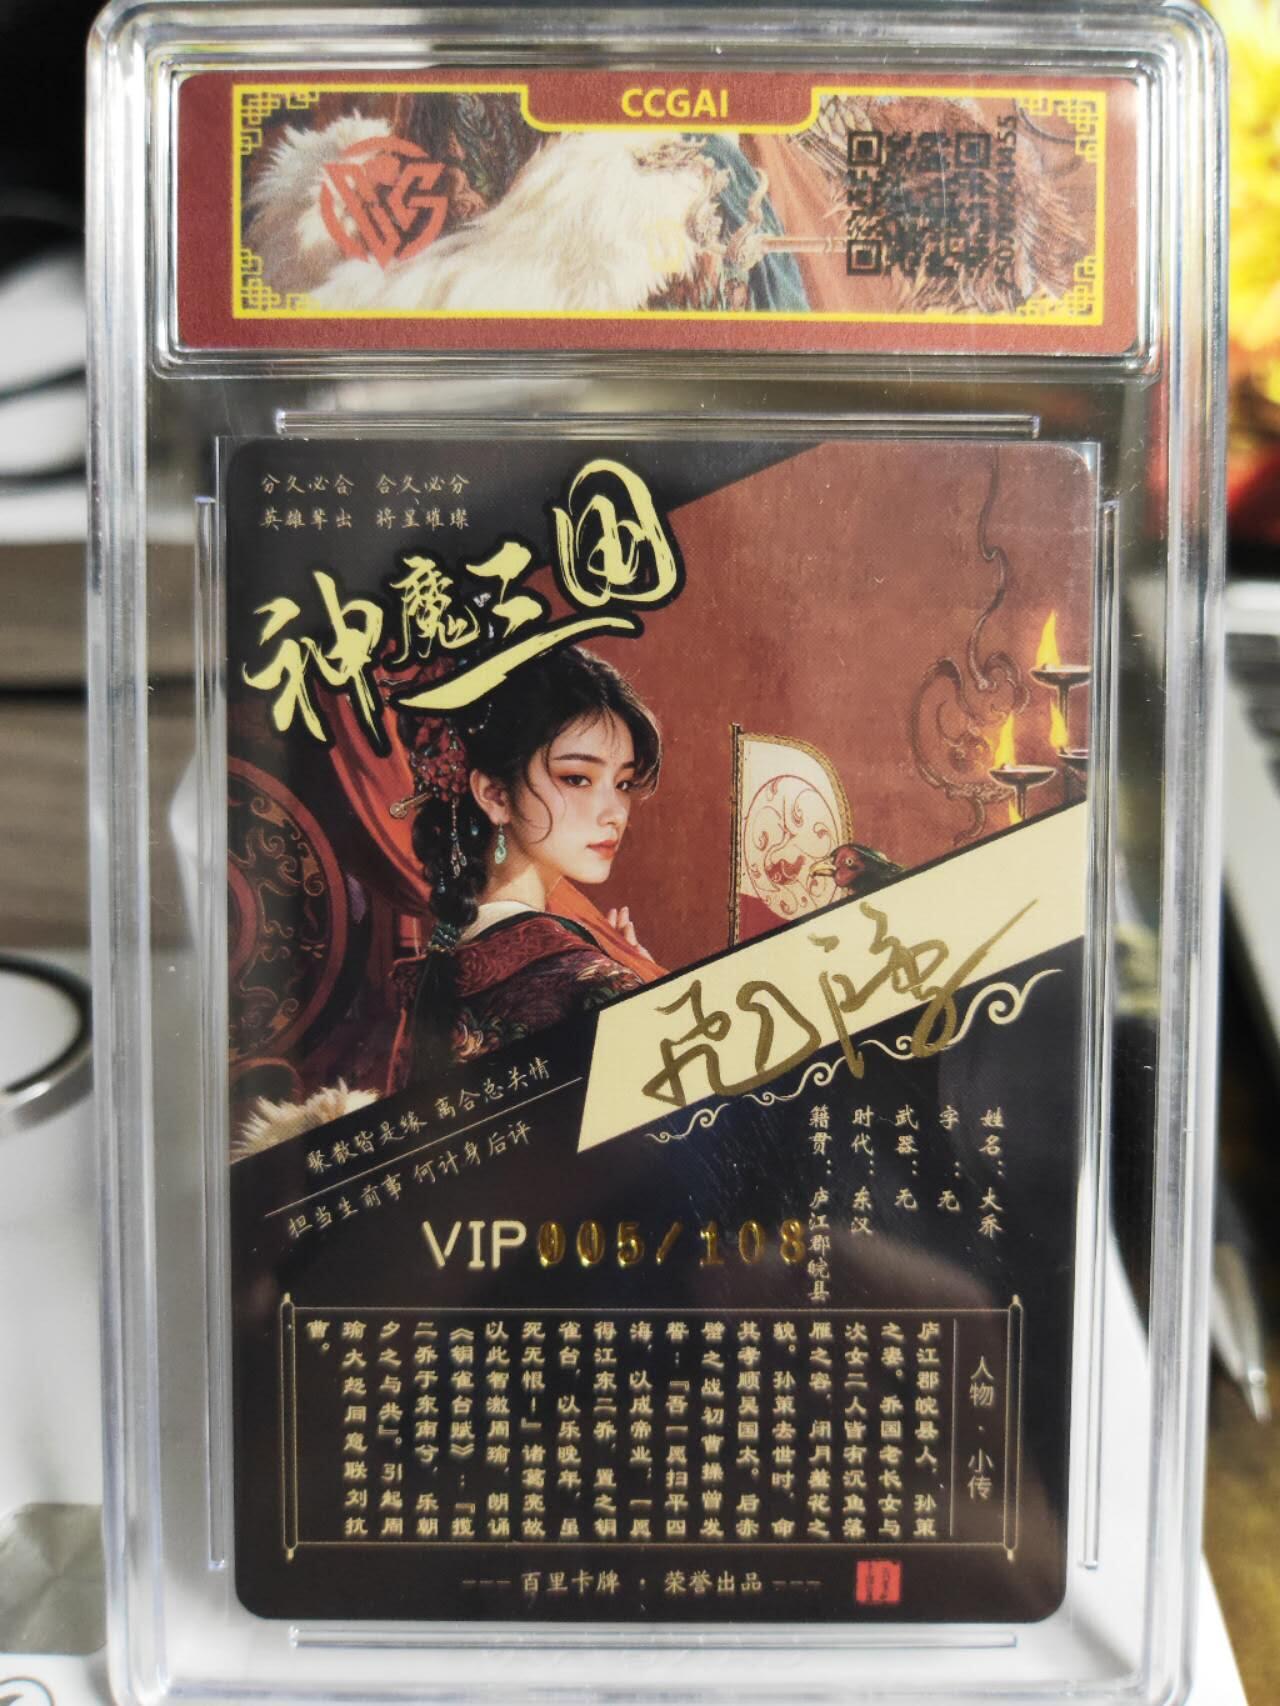 CCGAI
分久必合 合久必分
英雄辈出 将星璀璨
神魔三国
聚散皆是缘 离合总关情
担当生前事 何计身后评
姓名：大乔
字：无
武器：无
时代：东汉
籍贯：庐江郡皖县
VIP 005/108
人物·小传
庐江郡皖县人，孙策
之妻。乔国老长女与
次女二人皆有沉鱼落
雁之容，闭月羞花之
貌。孙策去世时，命
其孝顺吴国太。后赤
壁之战初曹操曾发
誓：『吾一愿扫平四
海，以成帝业；一愿
得江东二乔，置之铜
雀台，以乐晚年，虽
死无恨！』诸葛亮故
以此智激周瑜，朗诵
《铜雀台赋》：『揽
二乔于东南兮，乐朝
夕之与共』。引起周
瑜大怒同意联刘抗
曹。
--- 百里卡牌 · 荣誉出品 ---